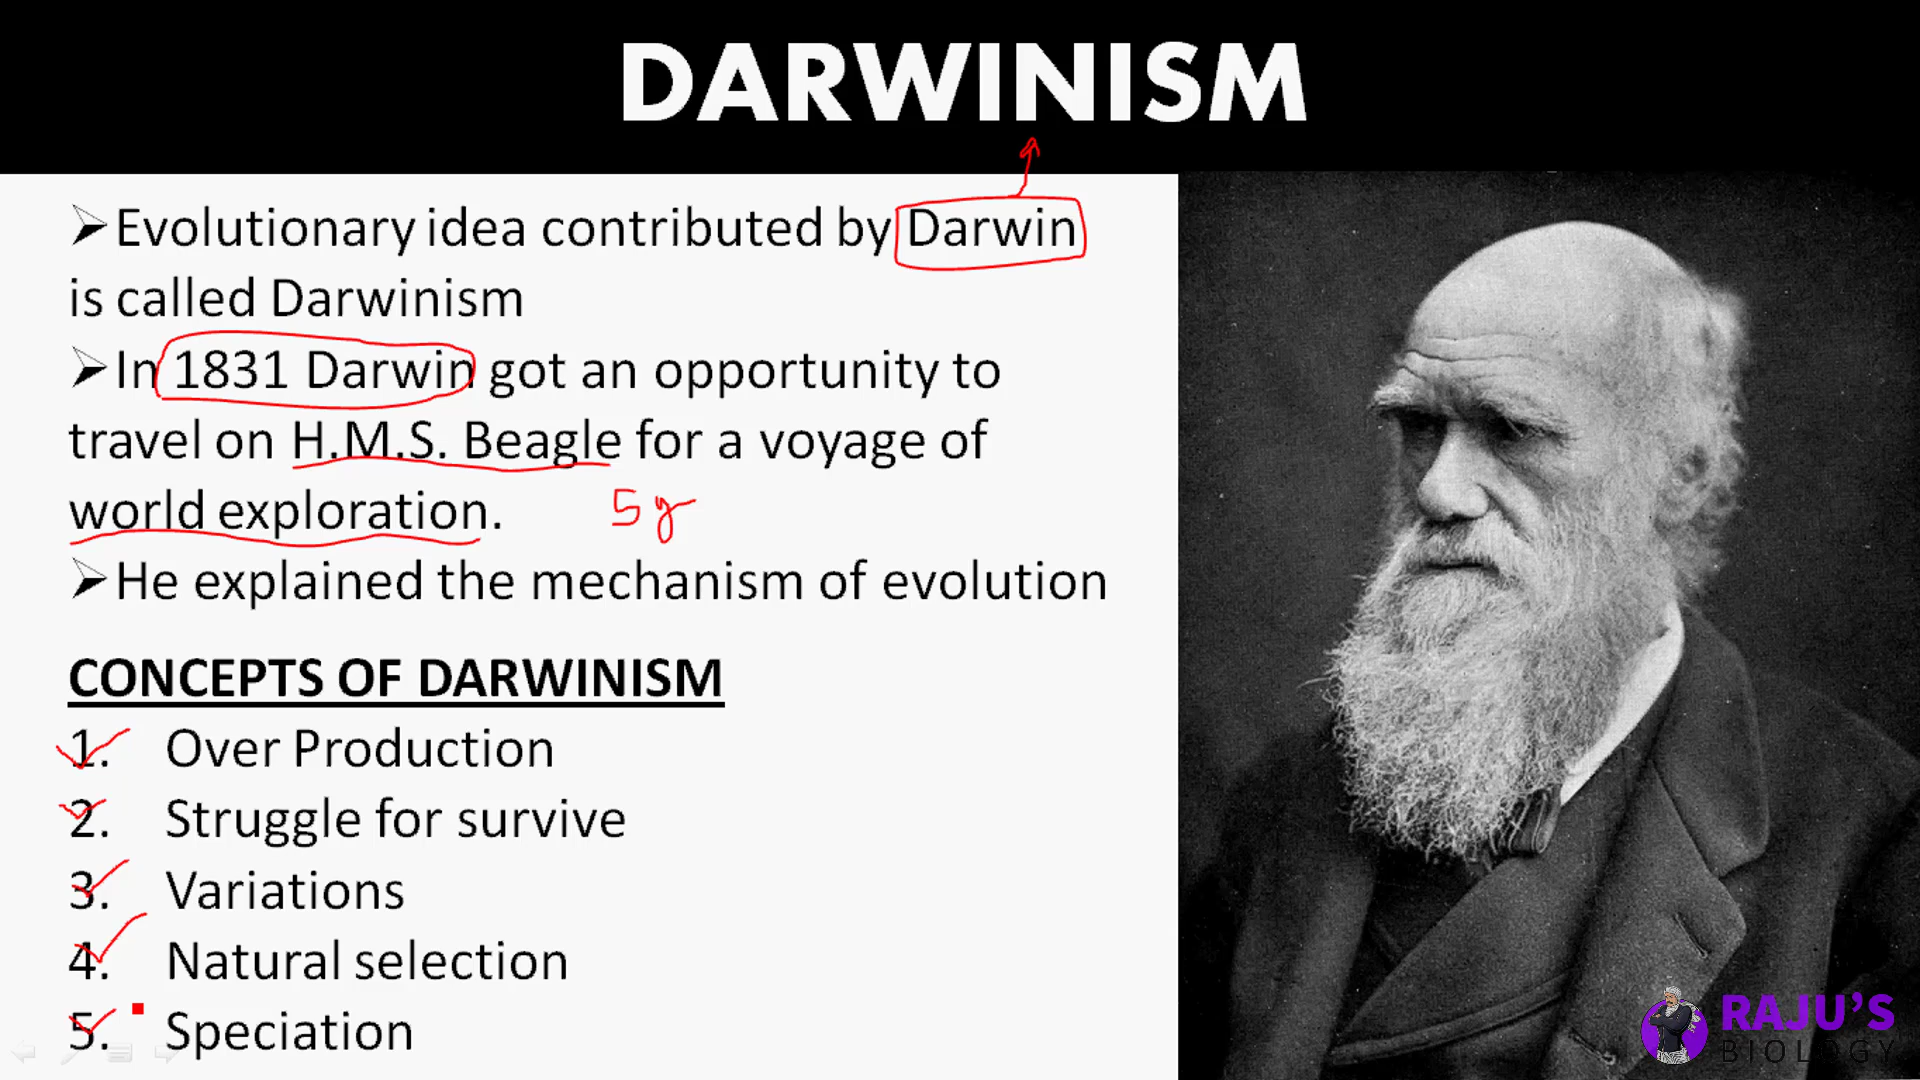 DARWINISM
➢Evolutionary idea contributed by Darwin
is called Darwinism
➢In 1831 Darwin got an opportunity to
travel on H.M.S. Beagle for a voyage of
world exploration. 5 y
➢He explained the mechanism of evolution
CONCEPTS OF DARWINISM
1. Over Production
2. Struggle for survive
3. Variations
4. Natural selection
5. Speciation
RAJU'S
BIOLOGY